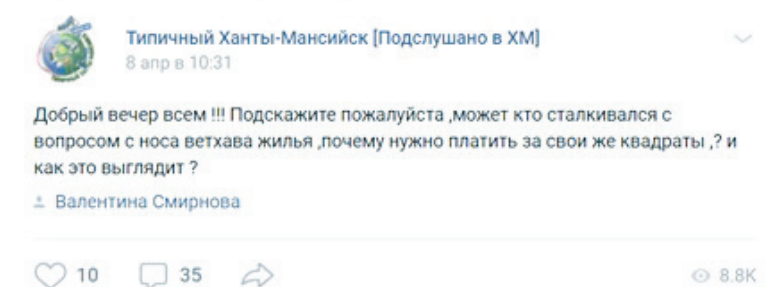 Типичный Ханты-Мансийск [Подслушано в ХМ]
8 апр в 10:31
Добрый вечер всем !!! Подскажите пожалуйста ,может кто сталкивался с
вопросом с носа ветхава жилья ,почему нужно платить за свои же квадраты ,? и
как это выглядит ?
Валентина Смирнова
10 35 8.8K